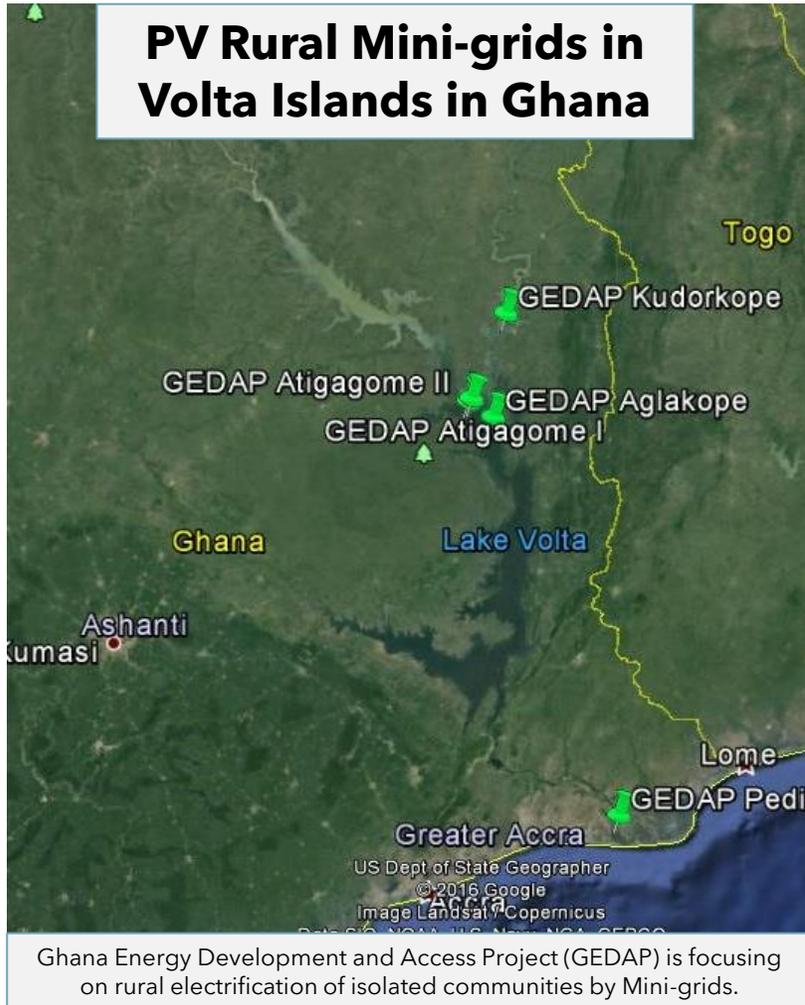 PV Rural Mini-grids in
Volta Islands in Ghana
Togo
GEDAP Kudorkope
GEDAP Atigagome II
GEDAP Aglakope
GEDAP Atigagome I
Ghana
Lake Volta
Ashanti
Kumasi
Lome
GEDAP Pedi
Greater Accra
US Dept of State Geographer
© 2016 Google
Accra
Image Landsat / Copernicus
Ghana Energy Development and Access Project (GEDAP) is focusing
on rural electrification of isolated communities by Mini-grids.